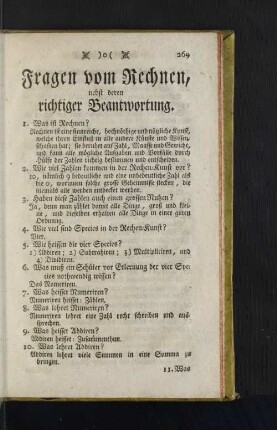 )o( 269
Fragen vom Rechnen,
nebst deren
richtiger Beantwortung.
1. Was ist Rechnen?
Rechnen ist eine sinnreiche, hochnöthige und nützliche Kunst,
welche ihren Einfluß in alle andere Künste und Wissen-
schaften hat; sie beruhet auf Zahl, Maaße und Gewicht,
und kann alle mögliche Aufgaben und Vorfälle durch
Hülfe der Zahlen richtig bestimmen und entscheiden.
2. Wie viel Zahlen kommen in der Rechen-Kunst vor?
10, nämlich 9 bedeutliche und eine unbedeutliche Zahl als
die 0, worinnen solche große Geheimnisse stecken, die
niemals alle werden entdecket werden.
3. Haben diese Zahlen auch einen grossen Nutzen?
Ja, denn man zählet damit alle Dinge, groß und klei-
ne, und dieselben erhalten alle Dinge in einer guten
Ordnung.
4. Wie viel sind Species in der Rechen-Kunst?
Vier.
5. Wie heissen die vier Species?
1) Addiren; 2) Subtrahiren; 3) Multipliciren, und
4) Dividiren.
6. Was muß ein Schüler vor Erlernung der vier Spe-
cies nothwendig wissen?
Das Numeriren.
7. Was heisset Numeriren?
Numeriren heisset: Zählen.
8. Was lehret Numeriren?
Numeriren lehret eine Zahl recht schreiben und aus-
sprechen.
9. Was heisset Addiren?
Addiren heisset: Zusammenthun.
10. Was lehret Addiren?
Addiren lehret viele Summen in eine Summa zu
bringen.
11. Was